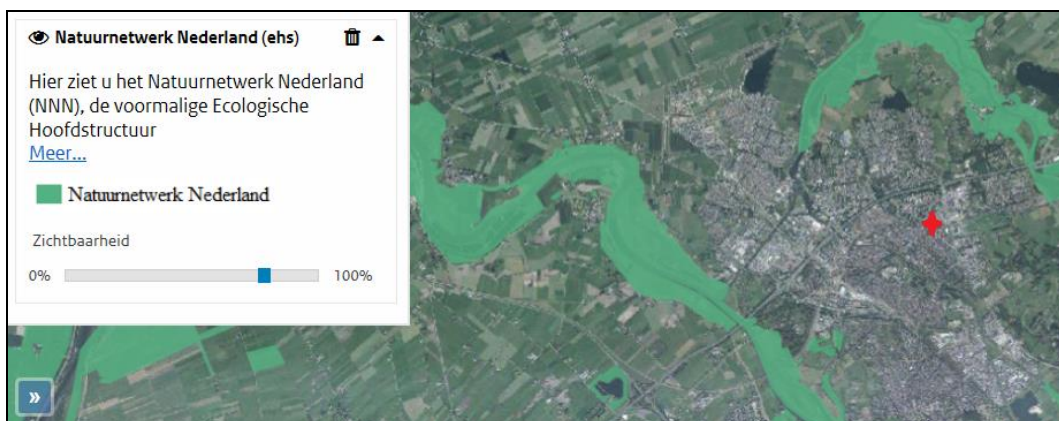 Natuurnetwerk Nederland (ehs)
Hier ziet u het Natuurnetwerk Nederland
(NNN), de voormalige Ecologische
Hoofdstructuur
Meer...
Natuurnetwerk Nederland
Zichtbaarheid
0% 100%
»